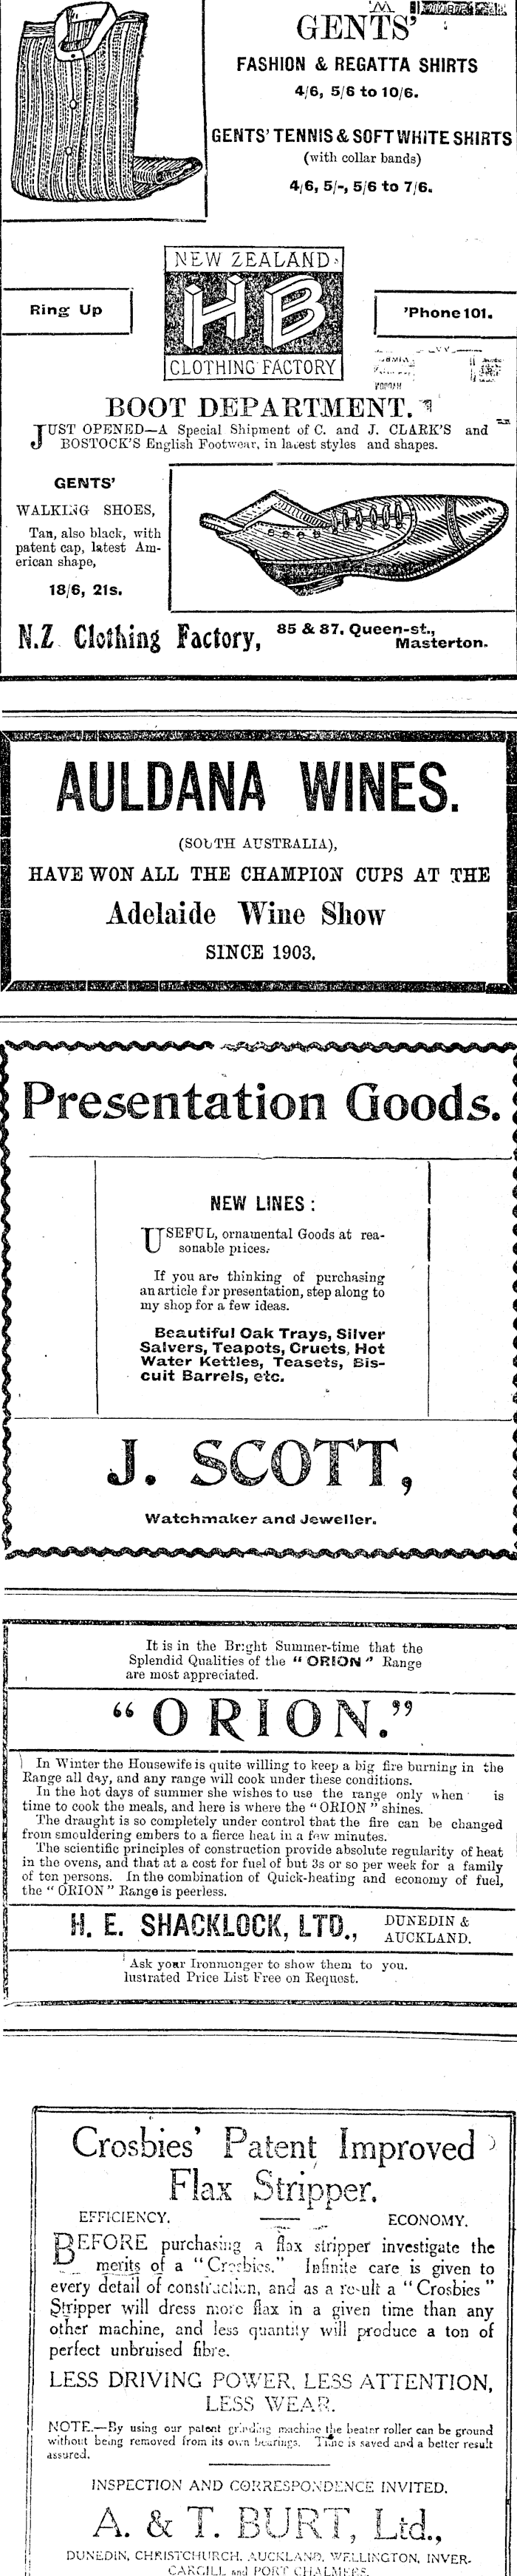 GENTS'
FASHION & REGATTA SHIRTS
4/6, 5/6 to 10/6.
GENTS' TENNIS & SOFT WHITE SHIRTS
(with collar bands)
4/6, 5/-, 5/6 to 7/6.
NEW ZEALAND
HB
CLOTHING FACTORY
Ring Up
'Phone 101.
BOOT DEPARTMENT.
JUST OPENED—A Special Shipment of C. and J. CLARK'S and
BOSTOCK'S English Footwear, in latest styles and shapes.
GENTS'
WALKING SHOES,
Tan, also black, with
patent cap, latest Am-
erican shape,
18/6, 21s.
N.Z. Clothing Factory,
85 & 87, Queen-st.,
Masterton.
AULDANA WINES.
(SOUTH AUSTRALIA),
HAVE WON ALL THE CHAMPION CUPS AT THE
Adelaide Wine Show
SINCE 1903.
Presentation Goods.
NEW LINES:
USEFUL, ornamental Goods at rea-
sonable prices.
If you are thinking of purchasing
an article for presentation, step along to
my shop for a few ideas.
Beautiful Oak Trays, Silver
Salvers, Teapots, Cruets, Hot
Water Kettles, Teasets, Bis-
cuit Barrels, etc.
J. SCOTT,
Watchmaker and Jeweller.
It is in the Bright Summer-time that the
Splendid Qualities of the "ORION" Range
are most appreciated.
"ORION."
In Winter the Housewife is quite willing to keep a big fire burning in the
Range all day, and any range will cook under these conditions.
In the hot days of summer she wishes to use the range only when is
time to cook the meals, and here is where the "ORION" shines.
The draught is so completely under control that the fire can be changed
from smouldering embers to a fierce heat in a few minutes.
The scientific principles of construction provide absolute regularity of heat
in the ovens, and that at a cost for fuel of but 3s or so per week for a family
of ten persons. In the combination of Quick-heating and economy of fuel,
the "ORION" Range is peerless.
H. E. SHACKLOCK, LTD.,
DUNEDIN &
AUCKLAND.
Ask your Ironmonger to show them to you.
lustrated Price List Free on Request.
Crosbies' Patent Improved
Flax Stripper.
EFFICIENCY. ECONOMY.
BEFORE purchasing a flax stripper investigate the
merits of a "Crosbies." Infinite care is given to
every detail of construction, and as a result a "Crosbies"
Stripper will dress more flax in a given time than any
other machine, and less quantity will produce a ton of
perfect unbruised fibre.
LESS DRIVING POWER, LESS ATTENTION,
LESS WEAR.
NOTE.—By using our patent grinding machine the beater roller can be ground
without being removed from its own bearings. Time is saved and a better result
assured.
INSPECTION AND CORRESPONDENCE INVITED.
A. & T. BURT, Ltd.,
DUNEDIN, CHRISTCHURCH, AUCKLAND, WELLINGTON, INVER-
CARGILL and PORT CHALMERS.